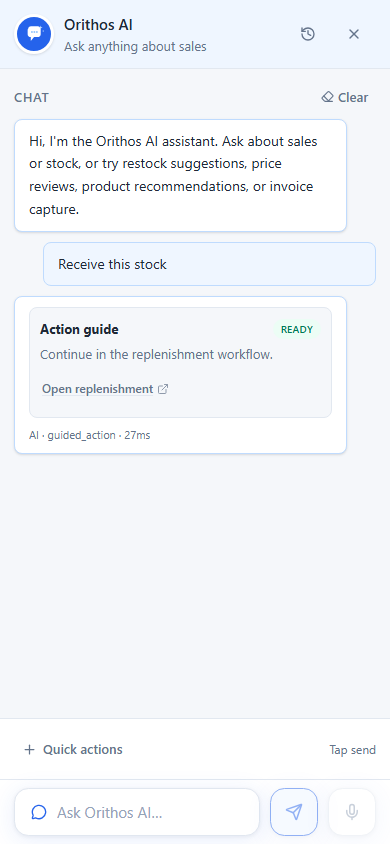 Orithos AI
Ask anything about sales
CHAT
Clear
Hi, I'm the Orithos AI assistant. Ask about sales
or stock, or try restock suggestions, price
reviews, product recommendations, or invoice
capture.
Receive this stock
Action guide
READY
Continue in the replenishment workflow.
Open replenishment
AI · guided_action · 27ms
Quick actions
Tap send
Ask Orithos AI...